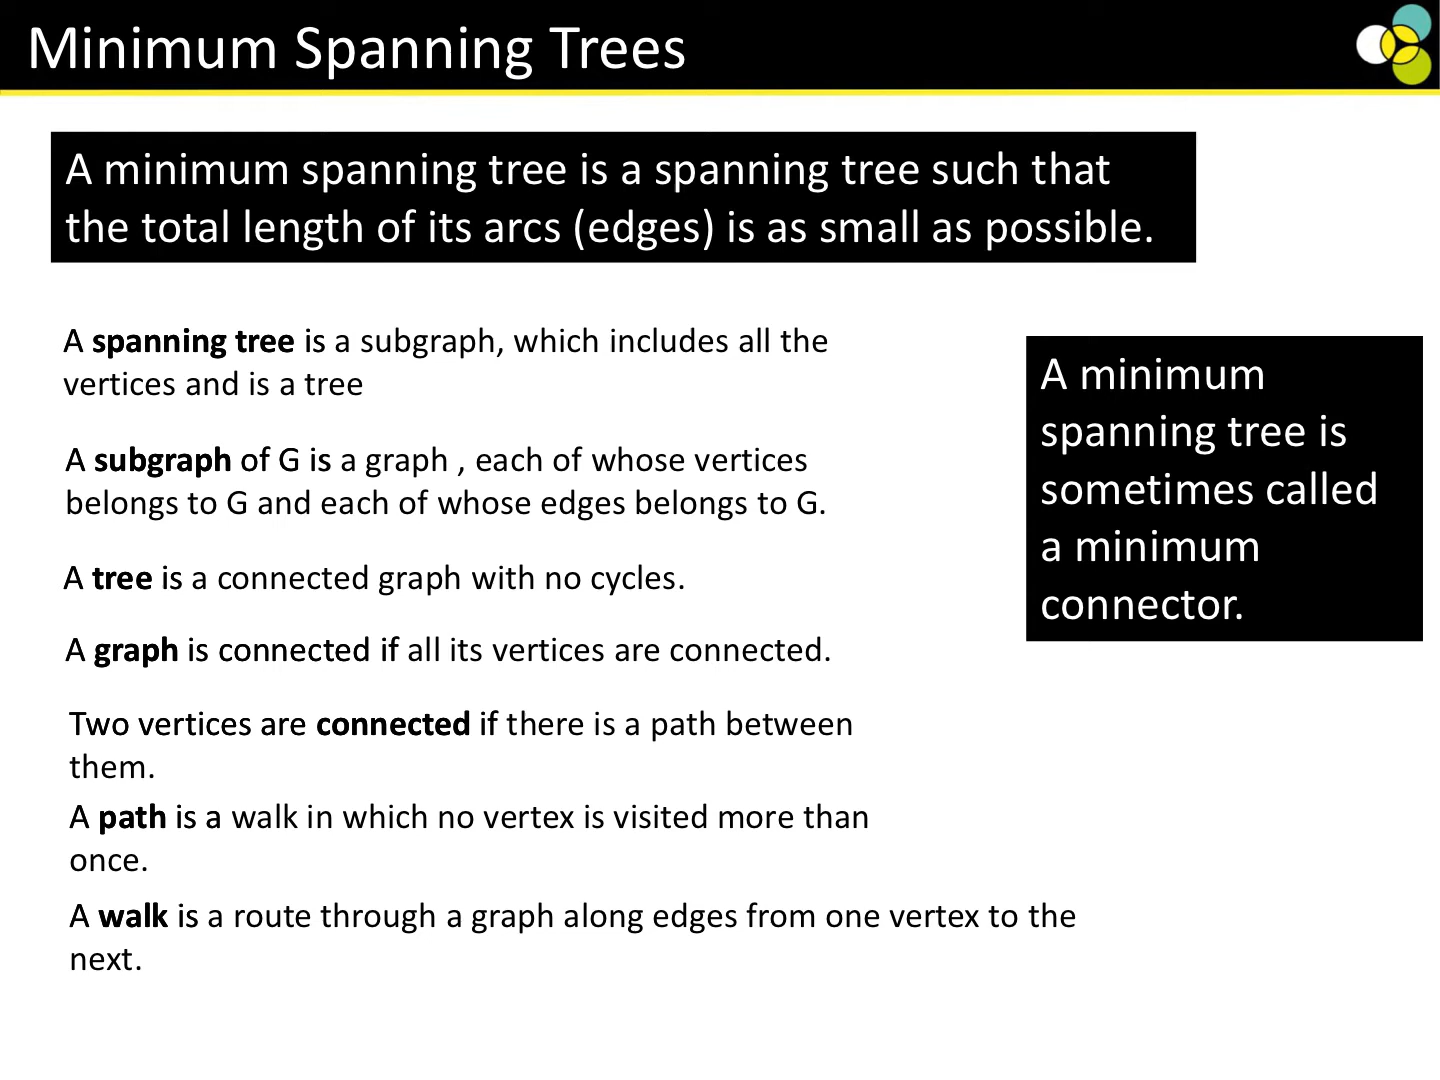 Minimum Spanning Trees
A minimum spanning tree is a spanning tree such that
the total length of its arcs (edges) is as small as possible.
A spanning tree is a subgraph, which includes all the
vertices and is a tree
A subgraph of G is a graph , each of whose vertices
belongs to G and each of whose edges belongs to G.
A tree is a connected graph with no cycles.
A graph is connected if all its vertices are connected.
Two vertices are connected if there is a path between
them.
A path is a walk in which no vertex is visited more than
once.
A walk is a route through a graph along edges from one vertex to the
next.
A minimum
spanning tree is
sometimes called
a minimum
connector.